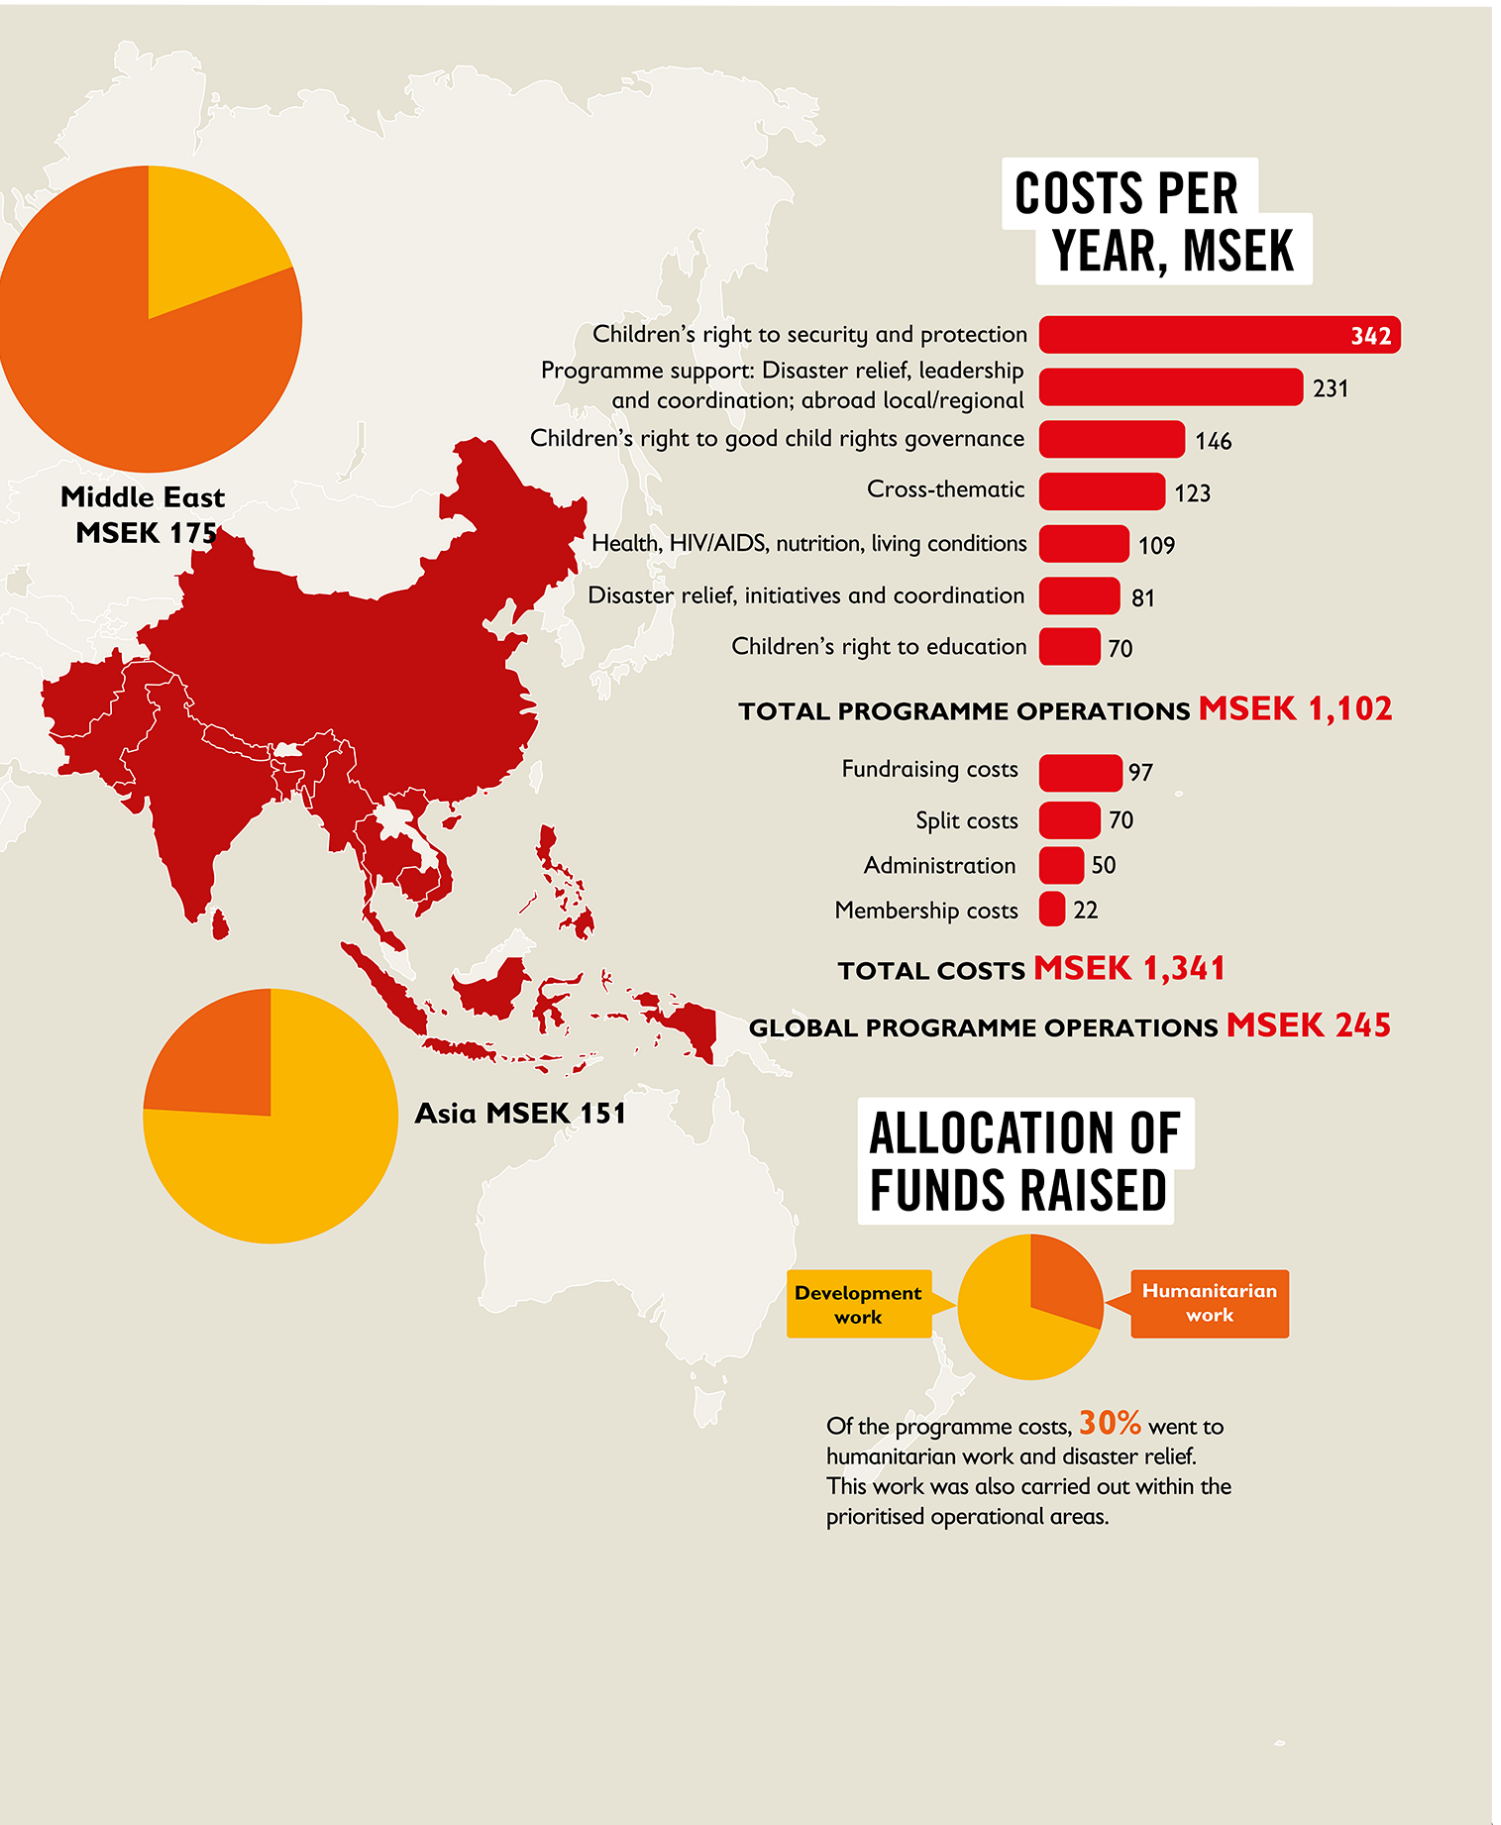 COSTS PER
YEAR, MSEK
Children's right to security and protection 342
Programme support: Disaster relief, leadership
and coordination; abroad local/regional 231
Children's right to good child rights governance 146
Cross-thematic 123
Health, HIV/AIDS, nutrition, living conditions 109
Disaster relief, initiatives and coordination 81
Children's right to education 70
TOTAL PROGRAMME OPERATIONS MSEK 1,102
Fundraising costs 97
Split costs 70
Administration 50
Membership costs 22
TOTAL COSTS MSEK 1,341
GLOBAL PROGRAMME OPERATIONS MSEK 245
Middle East
MSEK 175
Asia MSEK 151
ALLOCATION OF
FUNDS RAISED
Development
work
Humanitarian
work
Of the programme costs, 30% went to
humanitarian work and disaster relief.
This work was also carried out within the
prioritised operational areas.